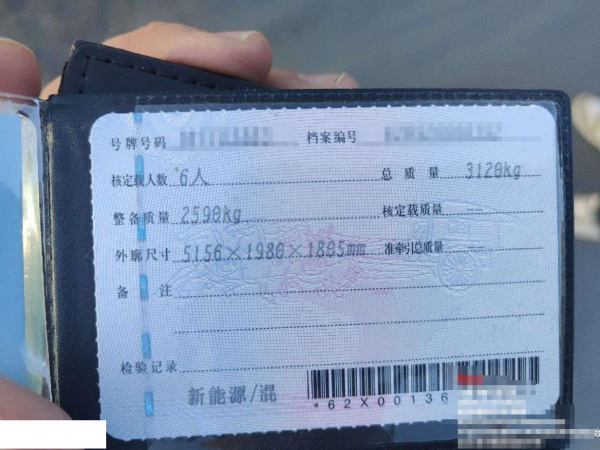 号牌号码 档案编号
核定载人数 6人 总质量 3120kg
整备质量 2590kg 核定载质量
外廓尺寸 5156×1980×1805mm 准牵引总质量
备注
检验记录
新能源/混
*62X00136